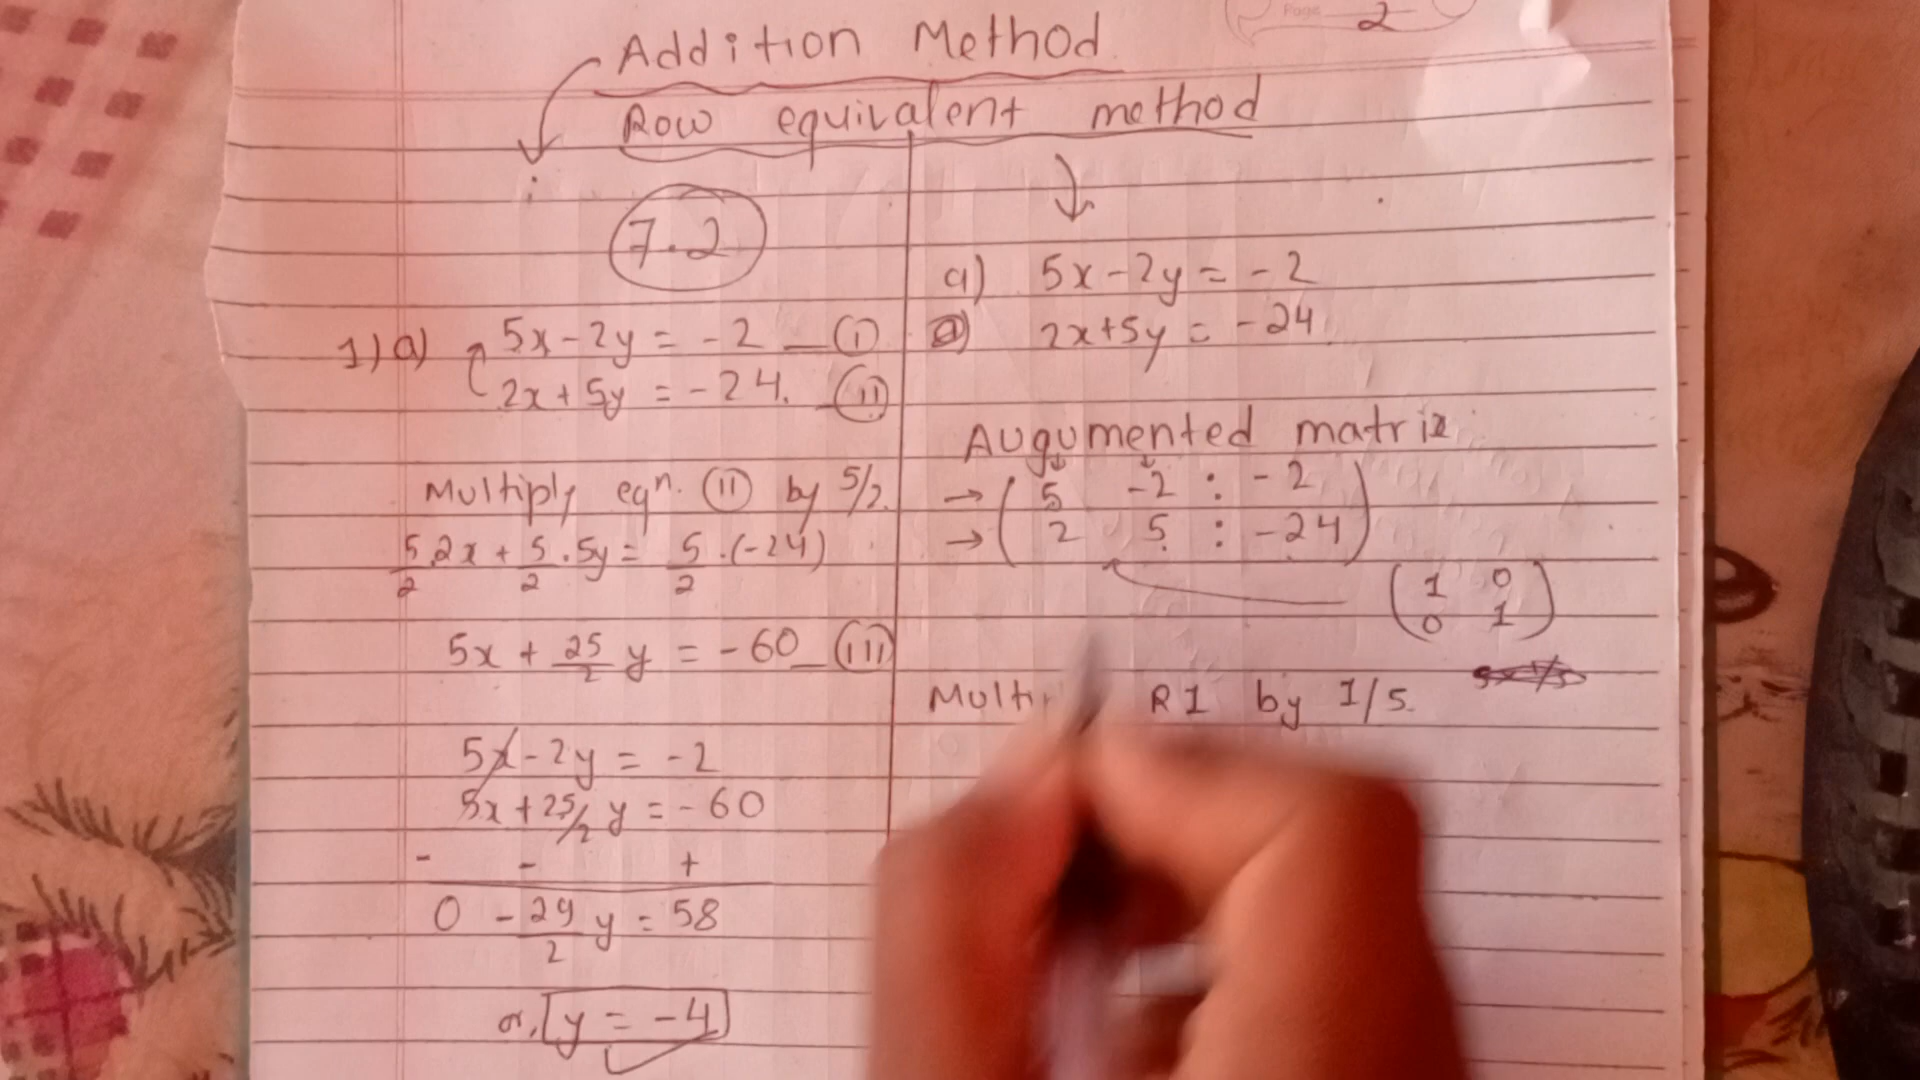 Page 2
Addition Method
Row equivalent method
7.2
1) a) 5x - 2y = -2 — (i)
2x + 5y = -24. — (ii)
Multiply eqn. (ii) by 5/2.
5/2 . 2x + 5/2 . 5y = 5/2 . (-24)
5x + 25/2 y = -60 — (iii)
5x - 2y = -2
5x + 25/2 y = -60
- - +
0 - 29/2 y = 58
or, y = -4
a) 5x - 2y = -2
2x + 5y = -24
Augumented matrix
→ ( 5 -2 : -2 )
→ ( 2 5 : -24 )
( 1 0 )
( 0 1 )
R1 by 1/5.